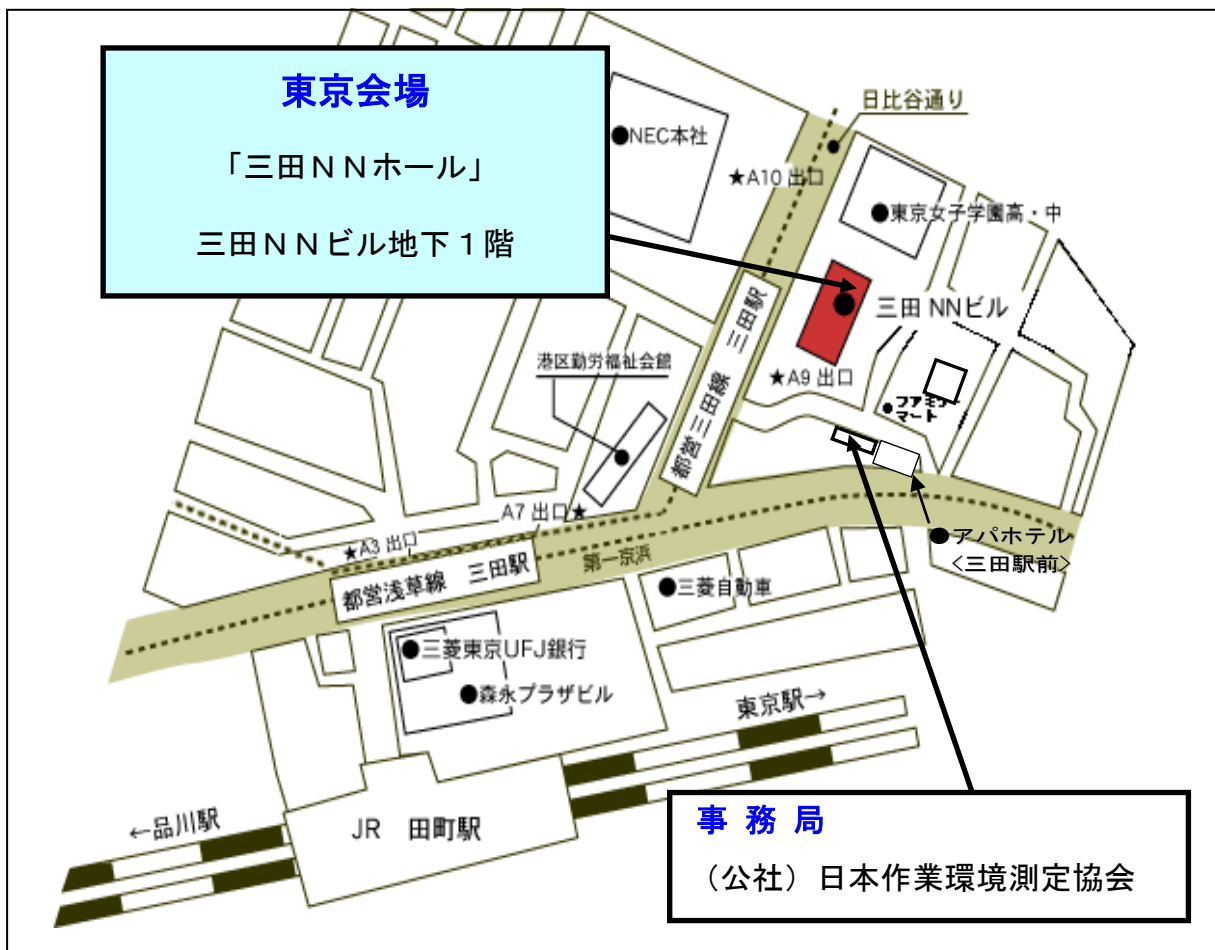 東京会場
「三田NNホール」
三田NNビル地下1階
日比谷通り
●NEC本社
★A10 出口
●東京女子学園高・中
三田 NNビル
都営三田線 三田駅
港区勤労福祉会館
★A9 出口
ファミリー
マート
A7 出口★
★A3 出口
都営浅草線 三田駅
第一京浜
●アパホテル
<三田駅前>
●三菱自動車
●三菱東京UFJ銀行
●森永プラザビル
東京駅→
←品川駅
JR 田町駅
事 務 局
(公社)日本作業環境測定協会